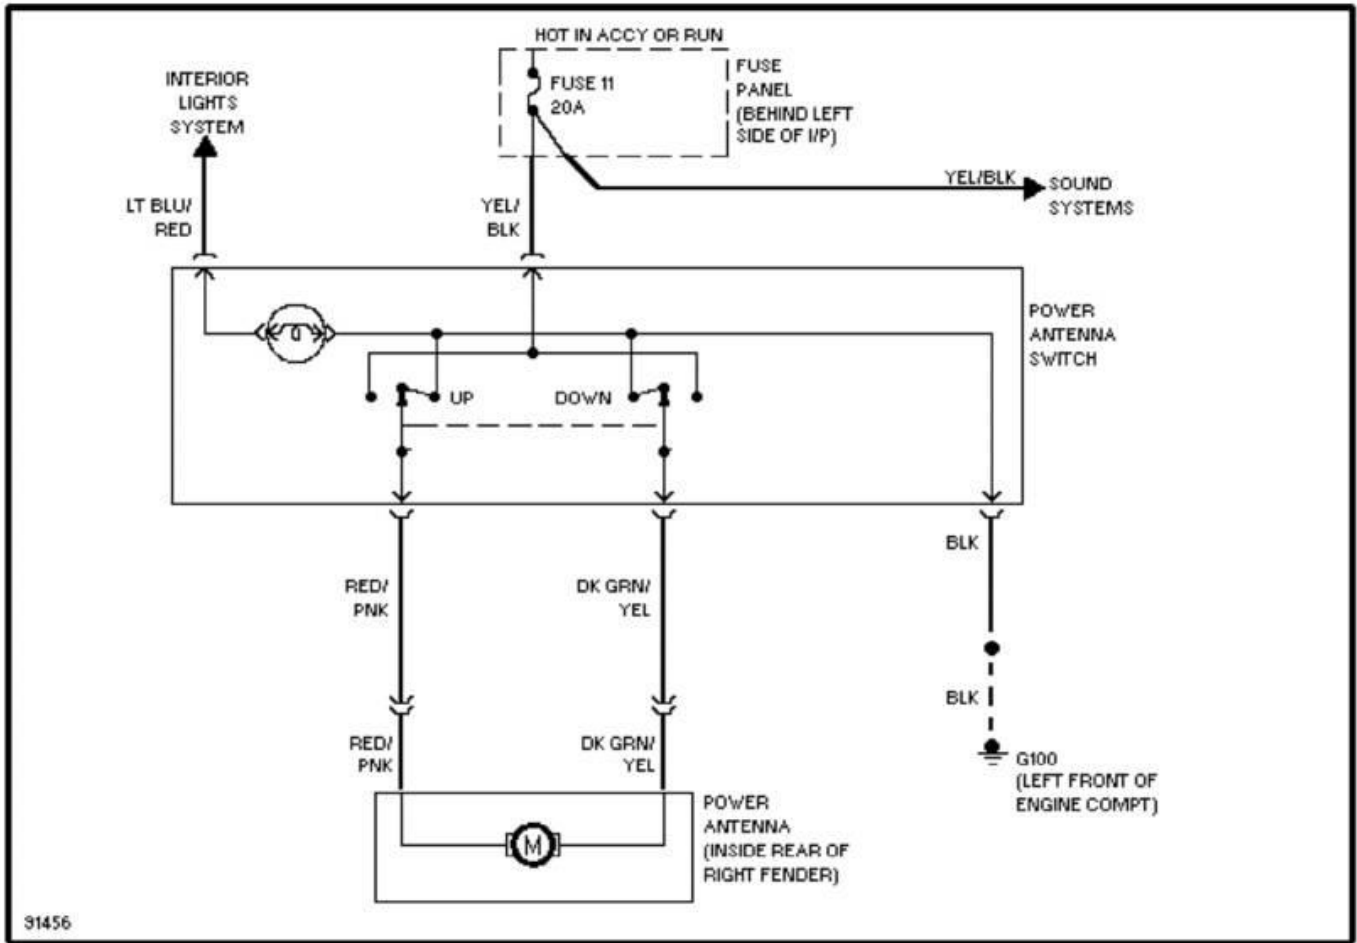 HOT IN ACCY OR RUN
FUSE 11
20A
FUSE
PANEL
(BEHIND LEFT
SIDE OF I/P)
INTERIOR
LIGHTS
SYSTEM
LT BLU/
RED
YEL/
BLK
YEL/BLK
SOUND
SYSTEMS
POWER
ANTENNA
SWITCH
UP
DOWN
RED/
PNK
DK GRN/
YEL
BLK
RED/
PNK
DK GRN/
YEL
BLK
G100
(LEFT FRONT OF
ENGINE COMPT)
M
POWER
ANTENNA
(INSIDE REAR OF
RIGHT FENDER)
91456